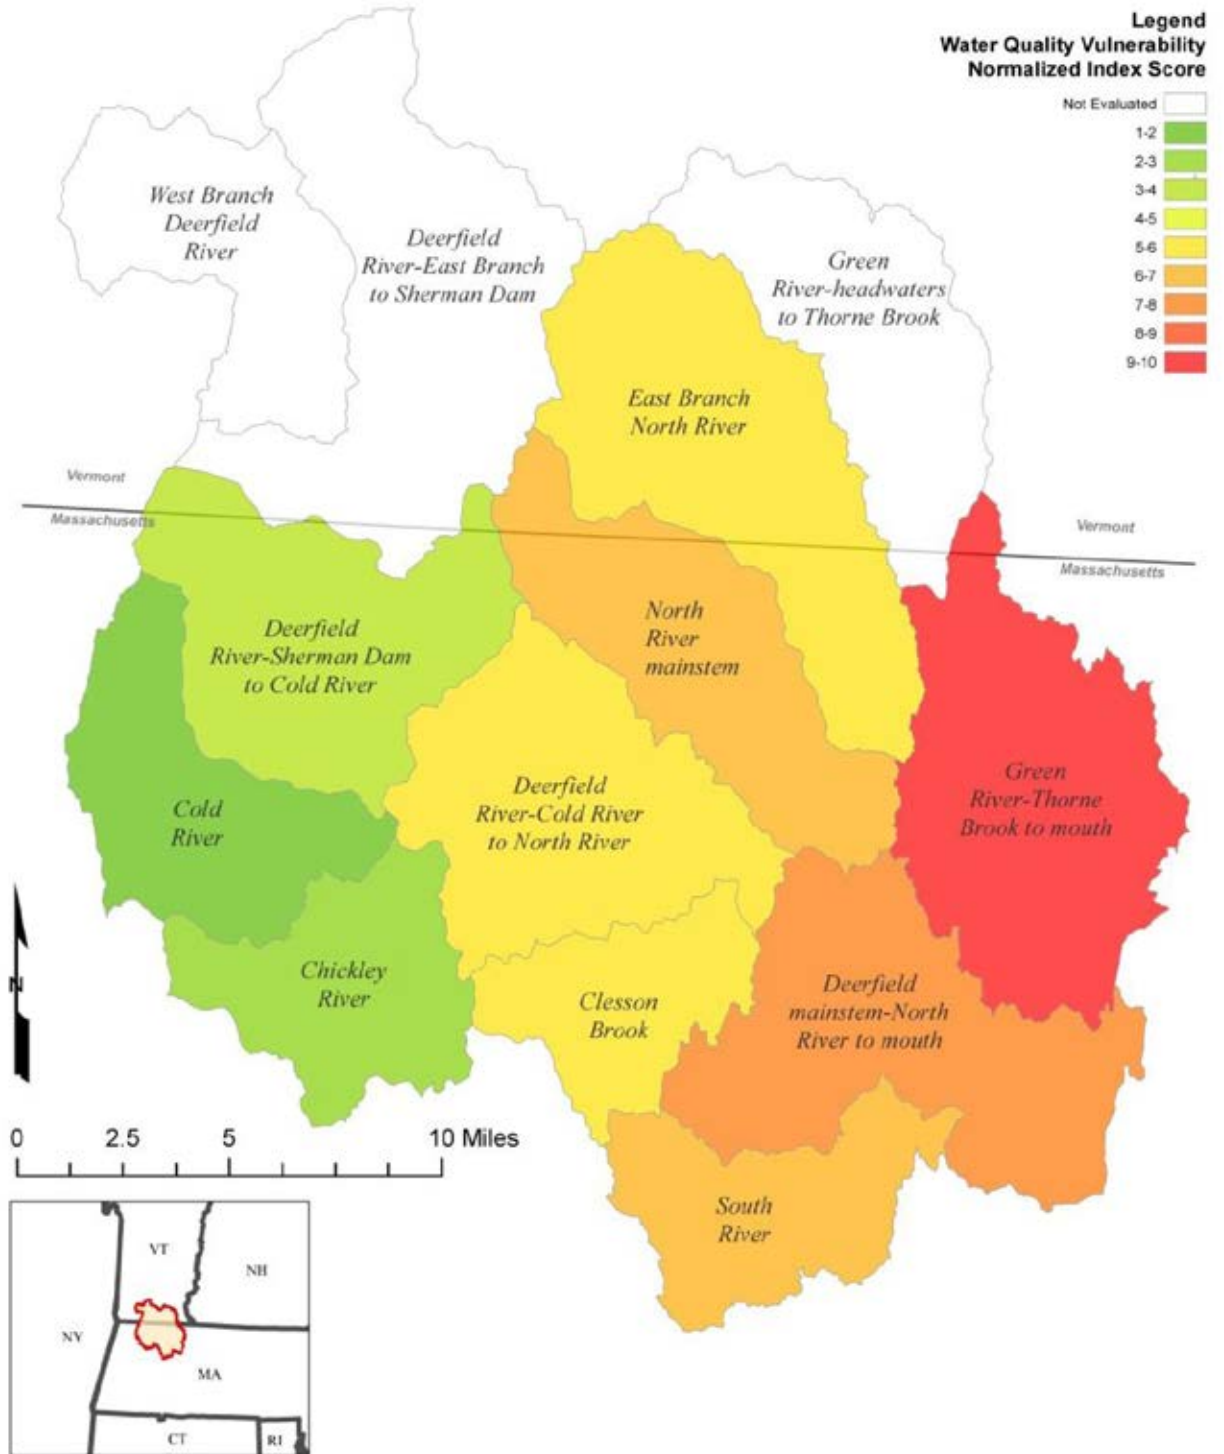 Legend
Water Quality Vulnerability
Normalized Index Score
Not Evaluated
1-2
2-3
3-4
4-5
5-6
6-7
7-8
8-9
9-10
West Branch
Deerfield
River
Deerfield
River-East Branch
to Sherman Dam
Green
River-headwaters
to Thorne Brook
East Branch
North River
Vermont
Massachusetts
Vermont
Massachusetts
North
River
mainstem
Deerfield
River-Sherman Dam
to Cold River
Green
River-Thorne
Brook to mouth
Deerfield
River-Cold River
to North River
Cold
River
Chickley
River
Clesson
Brook
Deerfield
mainstem-North
River to mouth
South
River
N
0 2.5 5 10 Miles
VT
NH
NY
MA
CT
RI